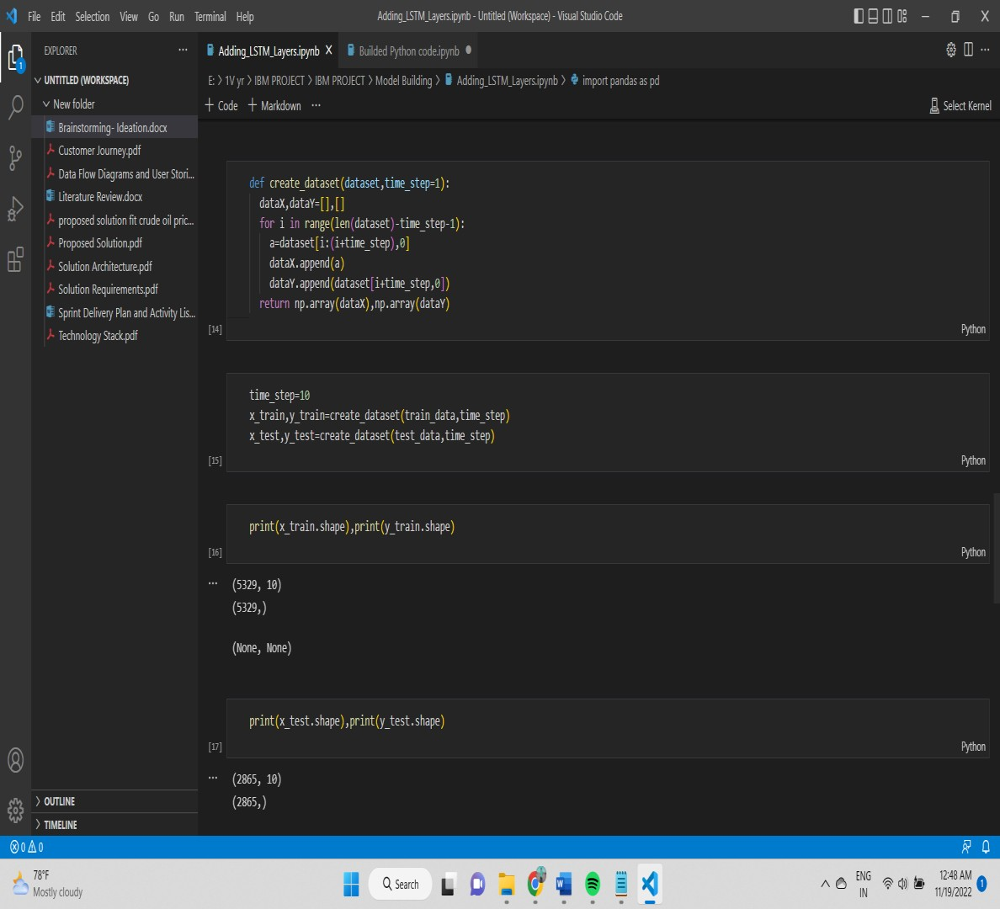 File Edit Selection View Go Run Terminal Help
Adding_LSTM_Layers.ipynb - Untitled (Workspace) - Visual Studio Code
1
EXPLORER ...
UNTITLED (WORKSPACE)
New folder
Brainstorming- Ideation.docx
Customer Journey.pdf
Data Flow Diagrams and User Stori...
Literature Review.docx
proposed solution fit crude oil pric...
Proposed Solution.pdf
Solution Architecture.pdf
Solution Requirements.pdf
Sprint Delivery Plan and Activity Lis...
Technology Stack.pdf
OUTLINE
TIMELINE
Adding_LSTM_Layers.ipynb X Builded Python code.ipynb
E: > 1V yr > IBM PROJECT > IBM PROJECT > Model Building > Adding_LSTM_Layers.ipynb > import pandas as pd
+ Code + Markdown ... Select Kernel
def create_dataset(dataset,time_step=1):
dataX,dataY=[],[]
for i in range(len(dataset)-time_step-1):
a=dataset[i:(i+time_step),0]
dataX.append(a)
dataY.append(dataset[i+time_step,0])
return np.array(dataX),np.array(dataY)
[14] Python
time_step=10
x_train,y_train=create_dataset(train_data,time_step)
x_test,y_test=create_dataset(test_data,time_step)
[15] Python
print(x_train.shape),print(y_train.shape)
[16] Python
... (5329, 10)
(5329,)
(None, None)
print(x_test.shape),print(y_test.shape)
[17] Python
... (2865, 10)
(2865,)
0 0
78°F
Mostly cloudy
Search
ENG
IN
12:48 AM
11/19/2022
1